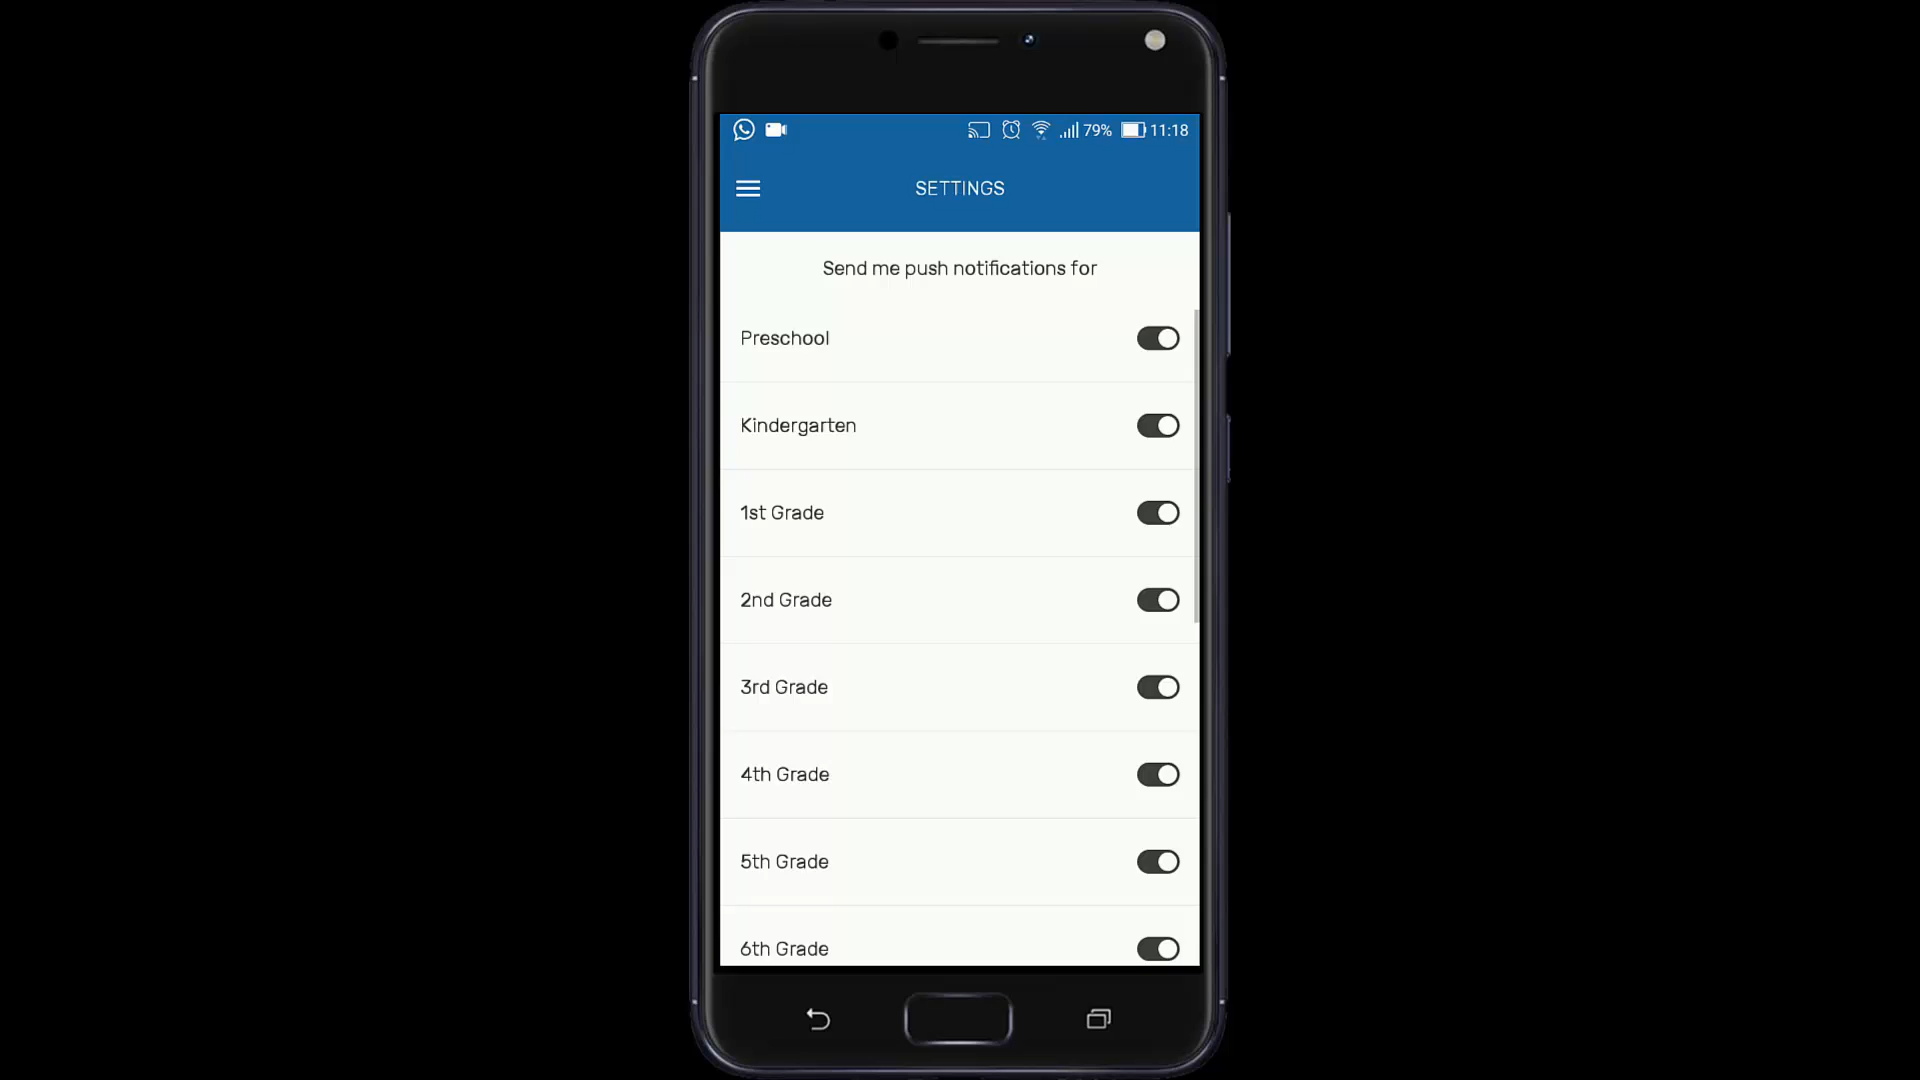 79% 11:18
SETTINGS
Send me push notifications for
Preschool
Kindergarten
1st Grade
2nd Grade
3rd Grade
4th Grade
5th Grade
6th Grade